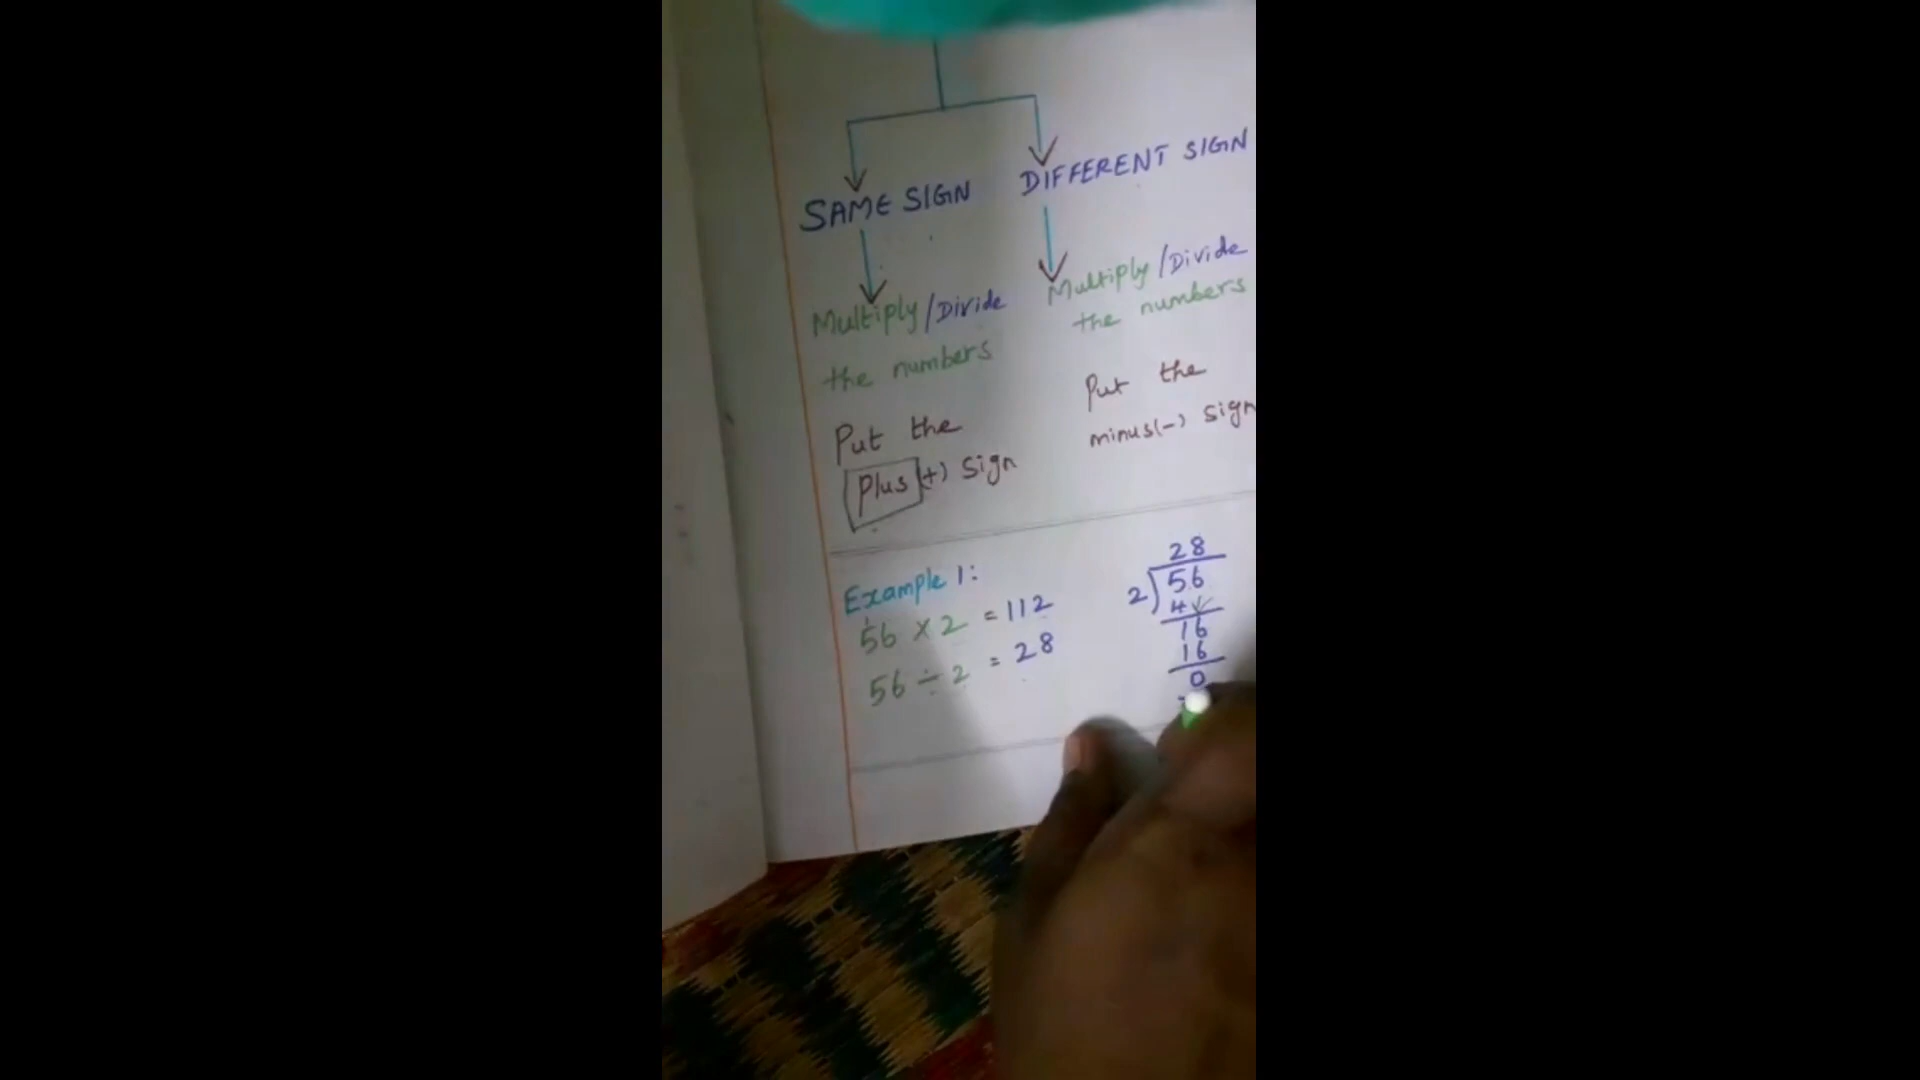 SAME SIGN
DIFFERENT SIGN
Multiply/Divide
the numbers
Put the
plus(+) sign
Multiply/Divide
the numbers
Put the
minus(-) sign
Example 1:
1
56 × 2 = 112
56 ÷ 2 = 28
28
2)56
4
16
16
0